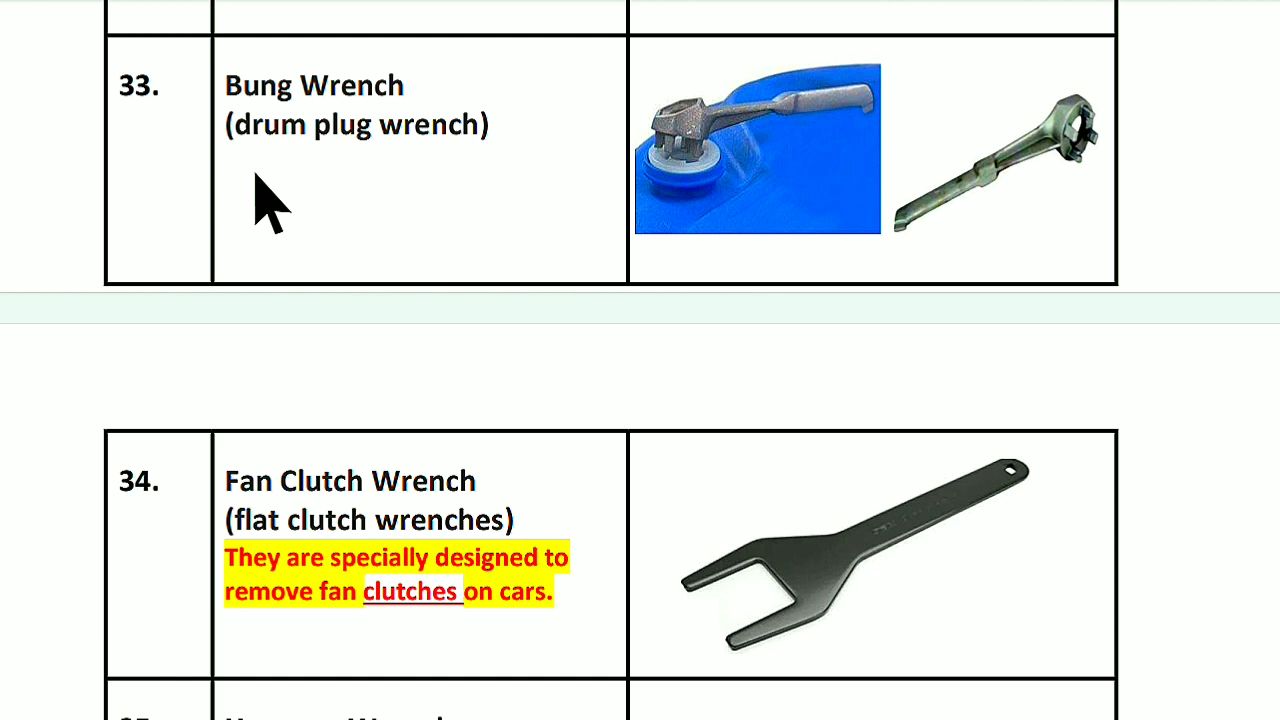 33.
Bung Wrench
(drum plug wrench)
34.
Fan Clutch Wrench
(flat clutch wrenches)
They are specially designed to
remove fan clutches on cars.